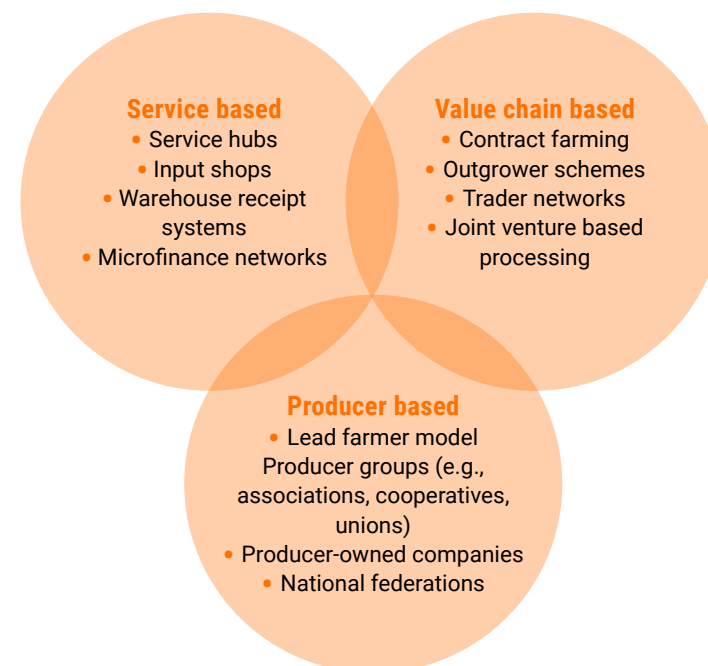 Service based
• Service hubs
• Input shops
• Warehouse receipt
systems
• Microfinance networks
Value chain based
• Contract farming
• Outgrower schemes
• Trader networks
• Joint venture based
processing
Producer based
• Lead farmer model
Producer groups (e.g.,
associations, cooperatives,
unions)
• Producer-owned companies
• National federations